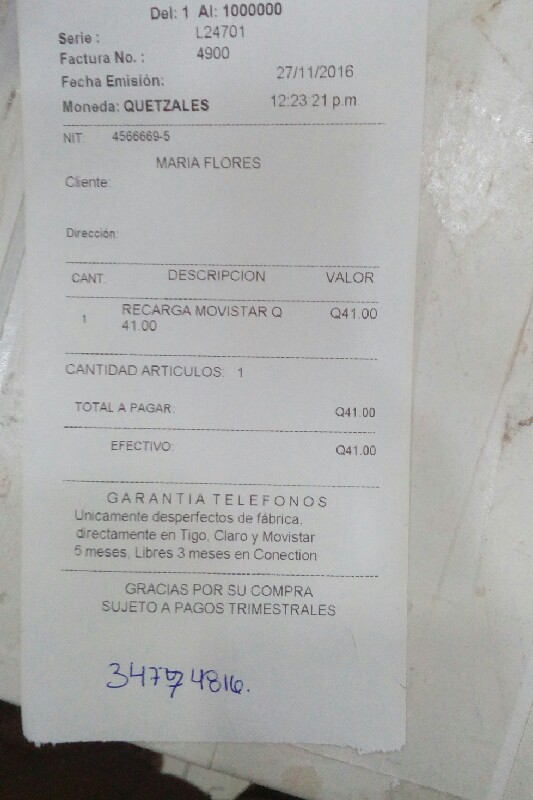 Del: 1 Al: 1000000
Serie : L24701
Factura No. : 4900
Fecha Emisión: 27/11/2016
Moneda: QUETZALES 12:23:21 p.m.
NIT: 4566669-5
MARIA FLORES
Cliente:
Dirección:
CANT. DESCRIPCION VALOR
1 RECARGA MOVISTAR Q Q41.00
41.00
CANTIDAD ARTICULOS: 1
TOTAL A PAGAR: Q41.00
EFECTIVO: Q41.00
GARANTIA TELEFONOS
Unicamente desperfectos de fábrica,
directamente en Tigo, Claro y Movistar
5 meses, Libres 3 meses en Conection
GRACIAS POR SU COMPRA
SUJETO A PAGOS TRIMESTRALES